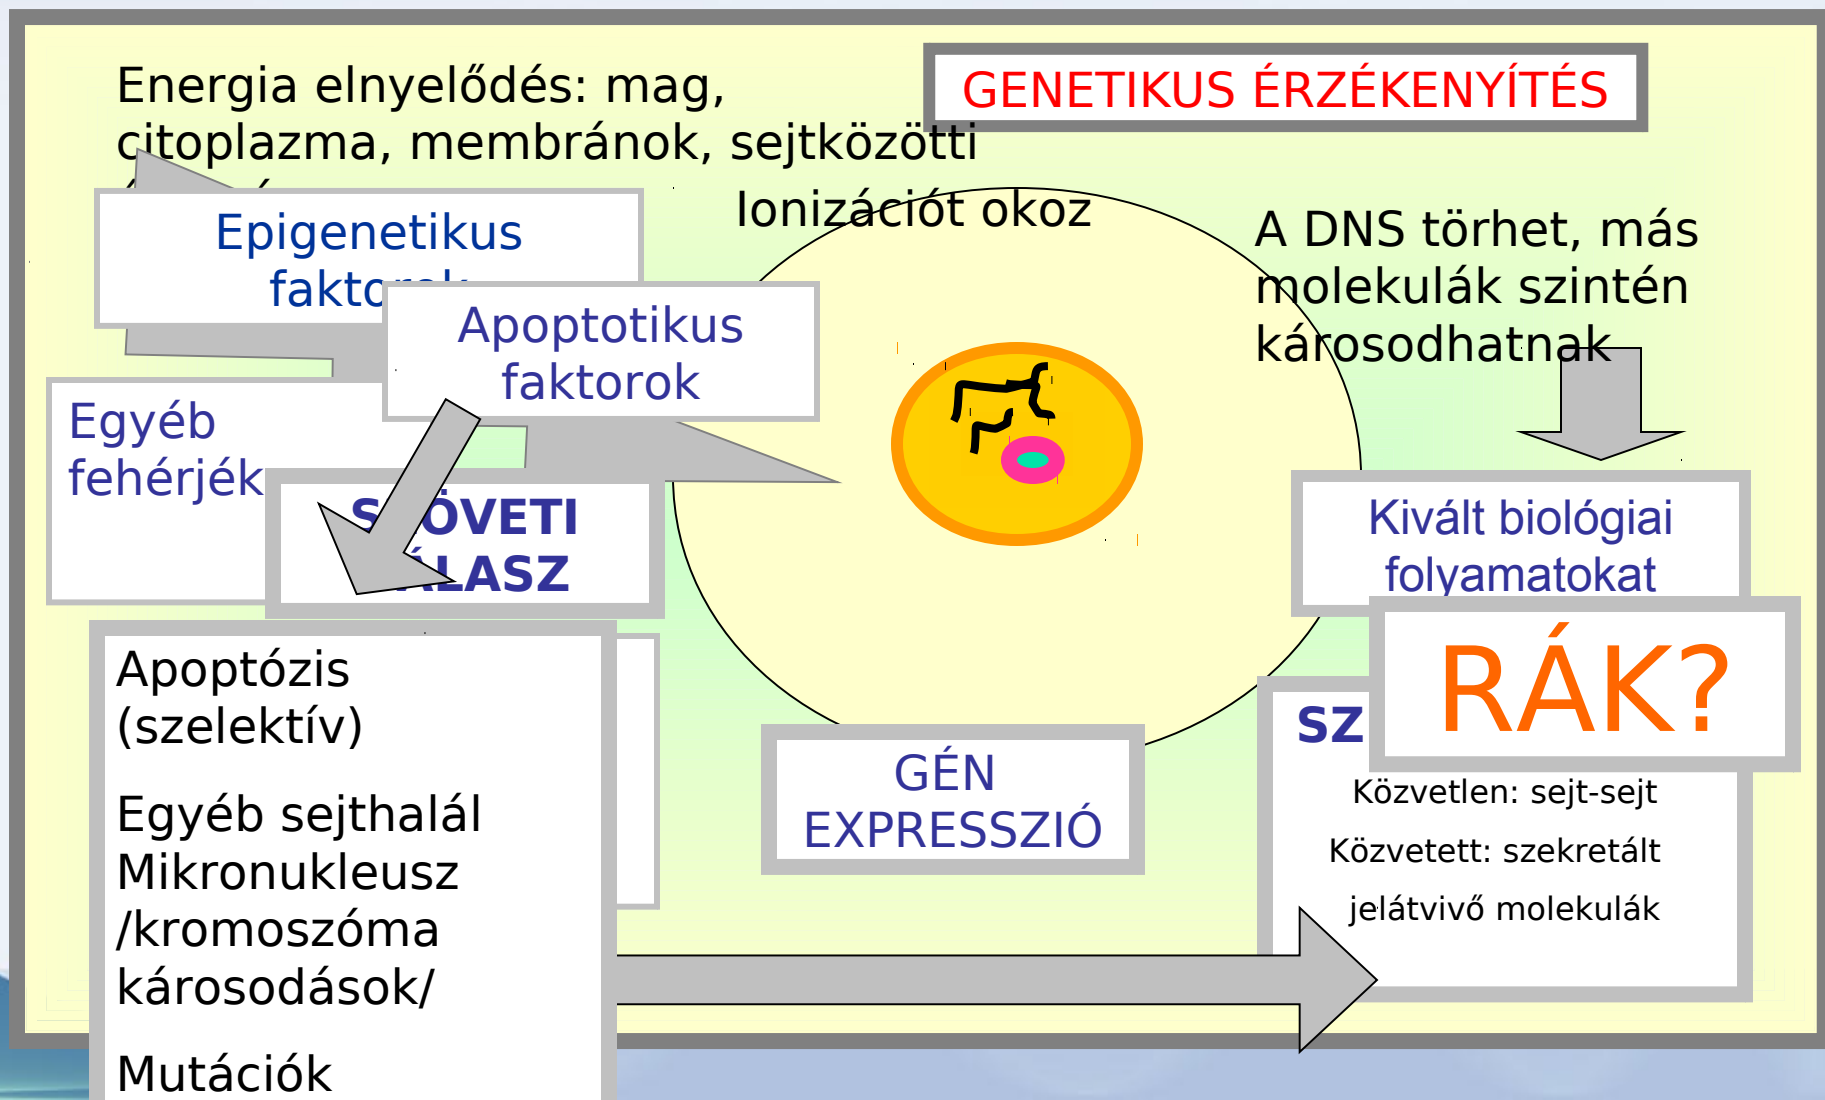 Energia elnyelődés: mag,
citoplazma, membránok, sejtközötti
GENETIKUS ÉRZÉKENYÍTÉS
Ionizációt okoz
A DNS törhet, más
molekulák szintén
károsodhatnak
Epigenetikus
Apoptotikus
faktorok
Egyéb
fehérjék
SZÖVETI
VÁLASZ
Kivált biológiai
folyamatokat
RÁK?
SZ
Közvetlen: sejt-sejt
Közvetett: szekretált
jelátvivő molekulák
GÉN
EXPRESSZIÓ
Apoptózis
(szelektív)
Egyéb sejthalál
Mikronukleusz
/kromoszóma
károsodások/
Mutációk